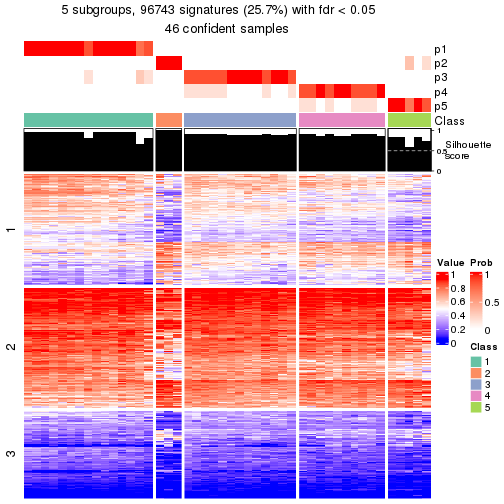 5 subgroups, 96743 signatures (25.7%) with fdr < 0.05
46 confident samples
p1
p2
p3
p4
p5
Class
1
0.5
0
Silhouette
score
1
2
3
Value
1
0.8
0.6
0.4
0.2
0
Prob
1
0.5
0
Class
1
2
3
4
5